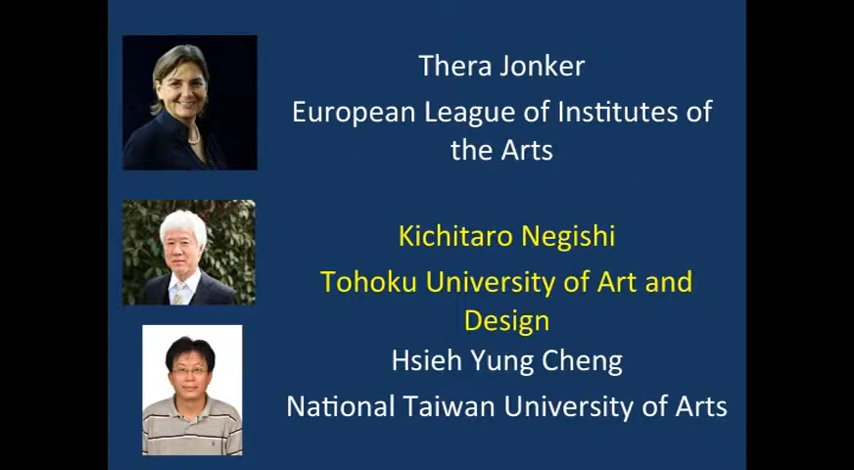 Thera Jonker
European League of Institutes of
the Arts
Kichitaro Negishi
Tohoku University of Art and
Design
Hsieh Yung Cheng
National Taiwan University of Arts